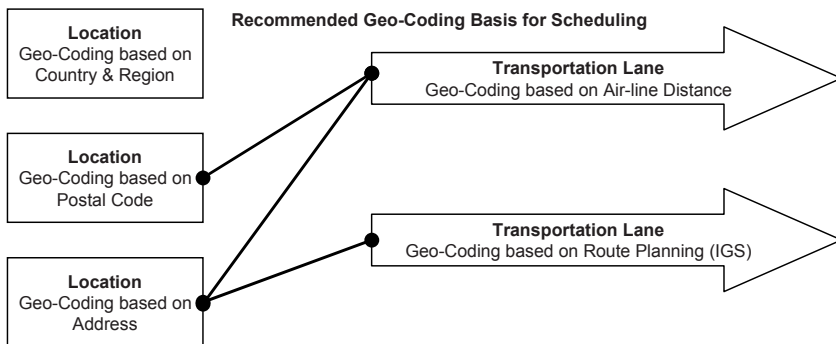 Recommended Geo-Coding Basis for Scheduling
Location
Geo-Coding based on
Country & Region
Transportation Lane
Geo-Coding based on Air-line Distance
Location
Geo-Coding based on
Postal Code
Transportation Lane
Geo-Coding based on Route Planning (IGS)
Location
Geo-Coding based on
Address